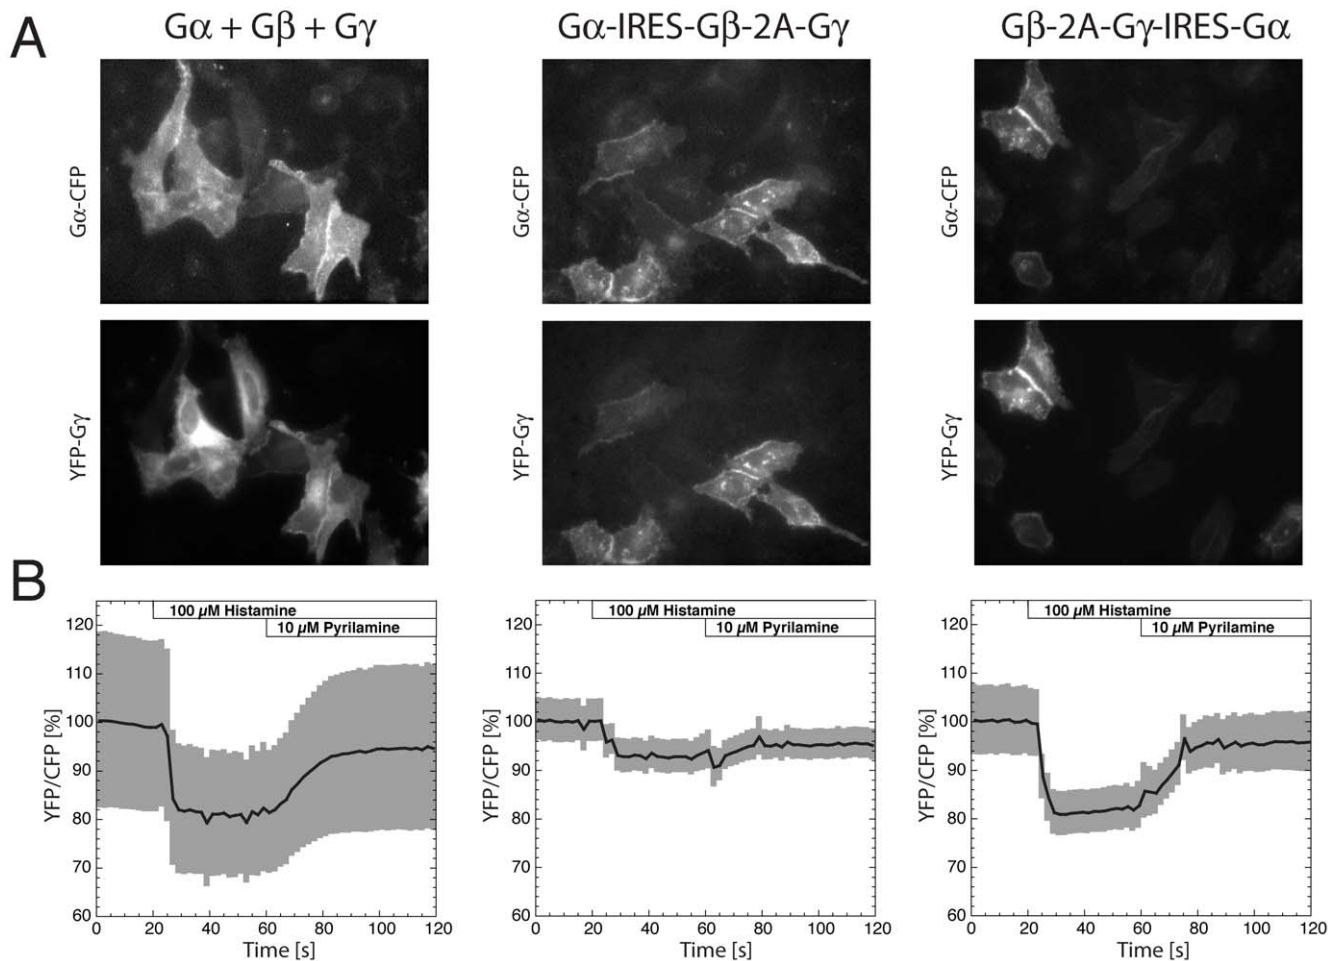 A
Gα + Gβ + Gγ
Gα-IRES-Gβ-2A-Gγ
Gβ-2A-Gγ-IRES-Gα
Gα-CFP
Gα-CFP
Gα-CFP
YFP-Gγ
YFP-Gγ
YFP-Gγ
B
100 µM Histamine
10 µM Pyrilamine
YFP/CFP [%]
120
110
100
90
80
70
60
0 20 40 60 80 100 120
Time [s]
100 µM Histamine
10 µM Pyrilamine
YFP/CFP [%]
120
110
100
90
80
70
60
0 20 40 60 80 100 120
Time [s]
100 µM Histamine
10 µM Pyrilamine
YFP/CFP [%]
120
110
100
90
80
70
60
0 20 40 60 80 100 120
Time [s]